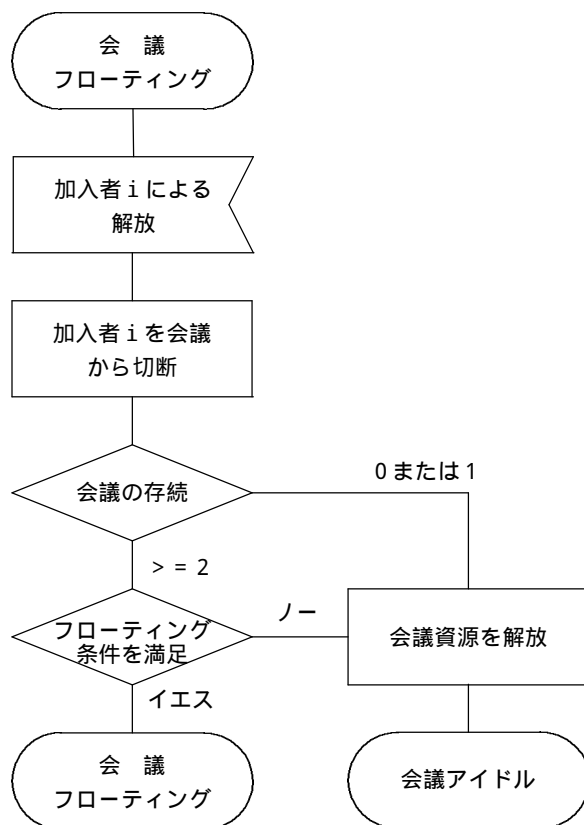 会　議
フローティング
加入者 i による
解放
加入者 i を会議
から切断
会議の存続
0 または 1
> = 2
フローティング
条件を満足
ノー
会議資源を解放
イエス
会　議
フローティング
会議アイドル